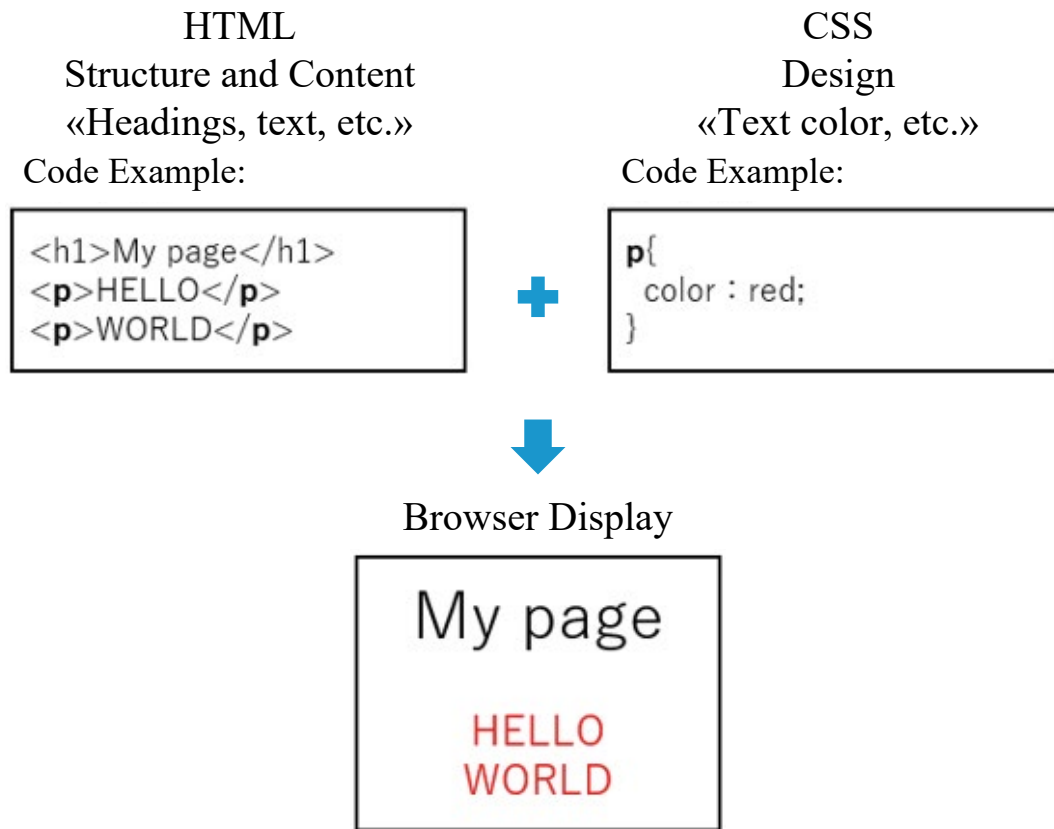 HTML
Structure and Content
«Headings, text, etc.»
Code Example:
<h1>My page</h1>
<p>HELLO</p>
<p>WORLD</p>
CSS
Design
«Text color, etc.»
Code Example:
p{
color：red;
}
Browser Display
My page
HELLO
WORLD